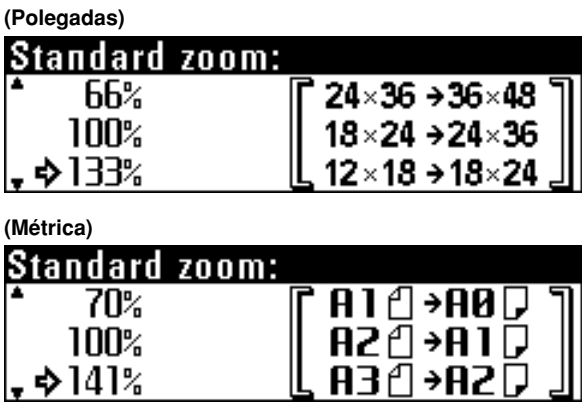 (Polegadas)
Standard zoom:
66% 24×36 → 36×48
100% 18×24 → 24×36
133% 12×18 → 18×24
(Métrica)
Standard zoom:
70% A1 → A0
100% A2 → A1
141% A3 → A2